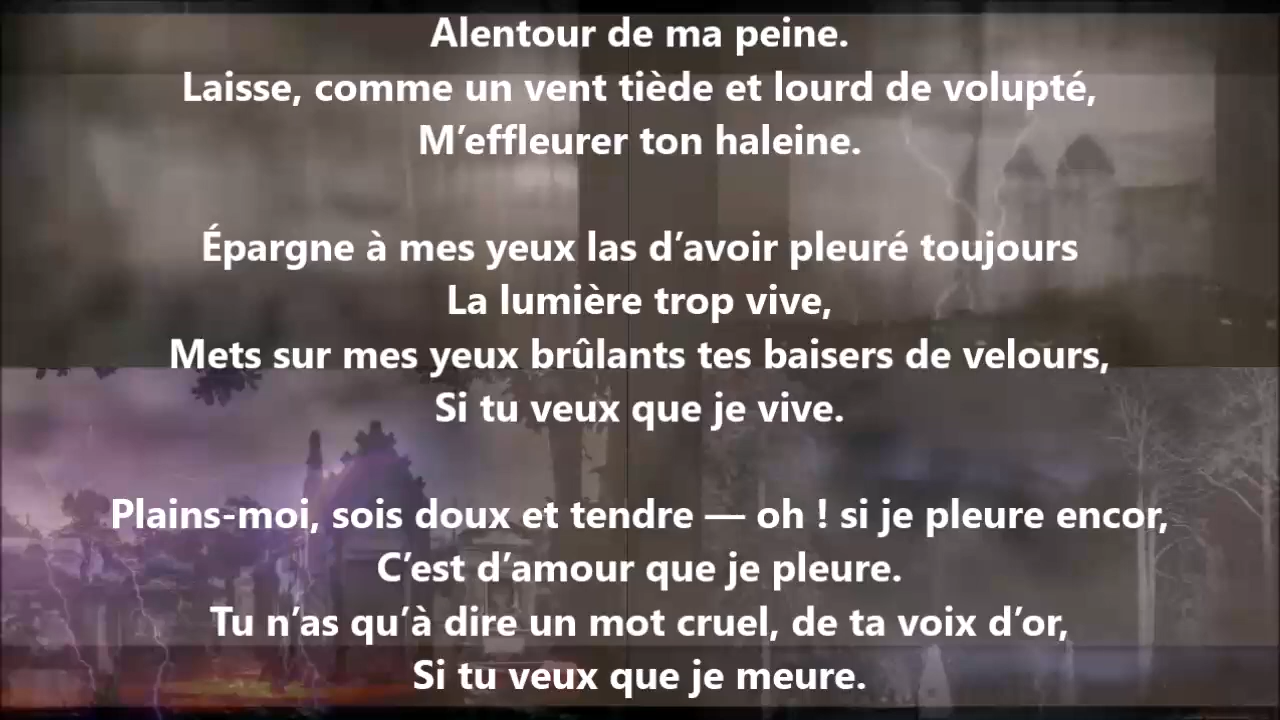 Alentour de ma peine.
Laisse, comme un vent tiède et lourd de volupté,
M’effleurer ton haleine.
Épargne à mes yeux las d’avoir pleuré toujours
La lumière trop vive,
Mets sur mes yeux brûlants tes baisers de velours,
Si tu veux que je vive.
Plains-moi, sois doux et tendre — oh ! si je pleure encor,
C’est d’amour que je pleure.
Tu n’as qu’à dire un mot cruel, de ta voix d’or,
Si tu veux que je meure.